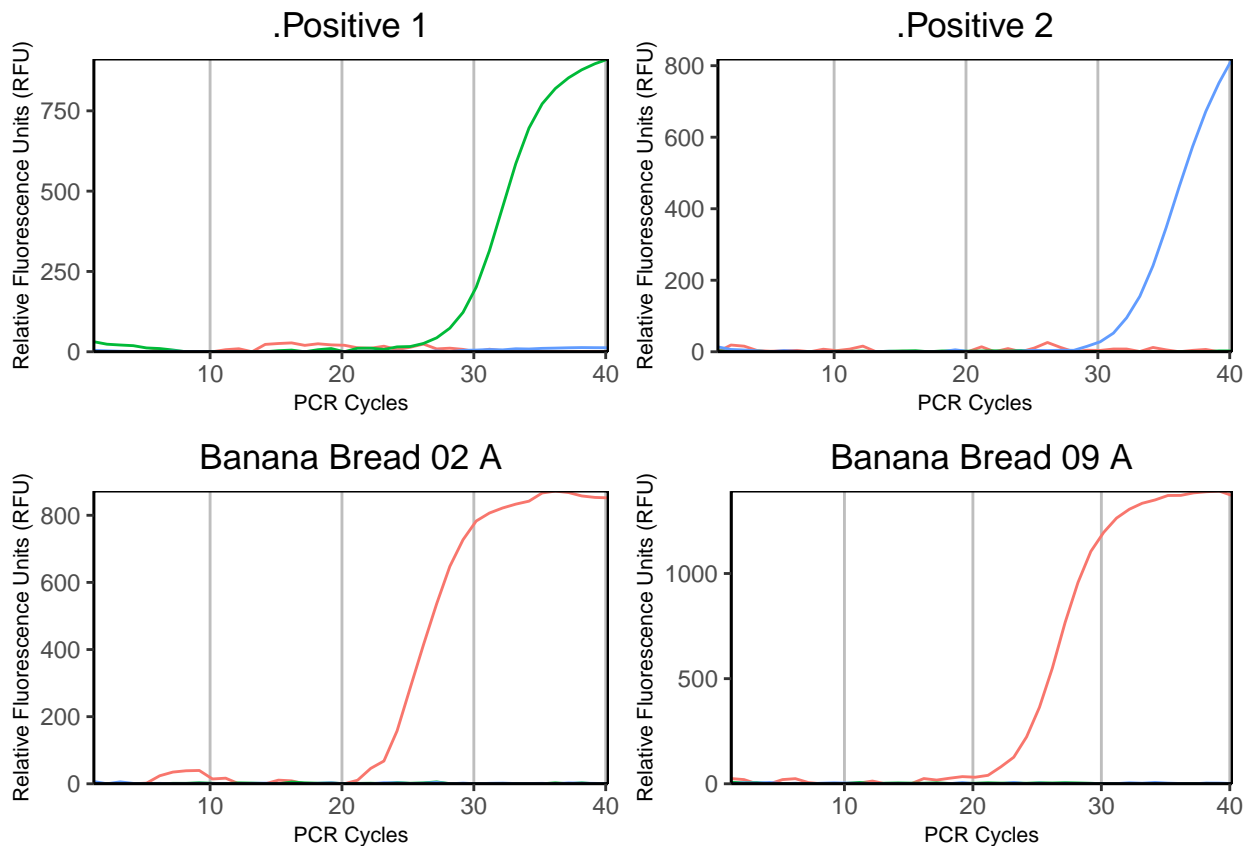 .Positive 1
Relative Fluorescence Units (RFU)
750
500
250
0
10
20
30
40
PCR Cycles
.Positive 2
Relative Fluorescence Units (RFU)
800
600
400
200
0
10
20
30
40
PCR Cycles
Banana Bread 02 A
Relative Fluorescence Units (RFU)
800
600
400
200
0
10
20
30
40
PCR Cycles
Banana Bread 09 A
Relative Fluorescence Units (RFU)
1000
500
0
10
20
30
40
PCR Cycles